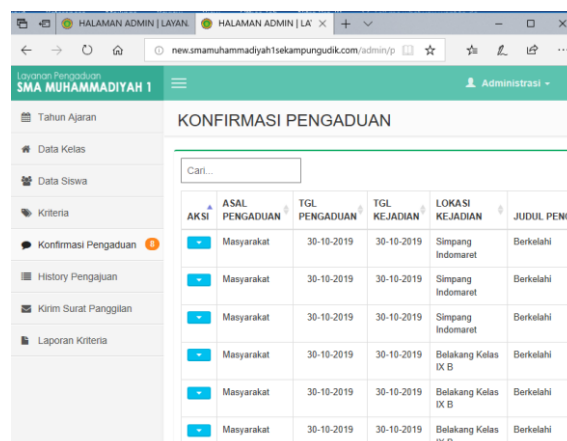 HALAMAN ADMIN | LAYAN.
HALAMAN ADMIN | LA
new.smamuhammadiyah1sekampungudik.com/admin/p
Layanan Pengaduan
SMA MUHAMMADIYAH 1
Administrasi
Tahun Ajaran
Data Kelas
Data Siswa
Kriteria
Konfirmasi Pengaduan 8
History Pengajuan
Kirim Surat Panggilan
Laporan Kriteria
KONFIRMASI PENGADUAN
Cari...
AKSI ASAL PENGADUAN TGL PENGADUAN TGL KEJADIAN LOKASI KEJADIAN JUDUL PENG
Masyarakat 30-10-2019 30-10-2019 Simpang Berkelahi
Indomaret
Masyarakat 30-10-2019 30-10-2019 Simpang Berkelahi
Indomaret
Masyarakat 30-10-2019 30-10-2019 Simpang Berkelahi
Indomaret
Masyarakat 30-10-2019 30-10-2019 Belakang Kelas Berkelahi
IX B
Masyarakat 30-10-2019 30-10-2019 Belakang Kelas Berkelahi
IX B
Masyarakat 30-10-2019 30-10-2019 Belakang Kelas Berkelahi
IX B